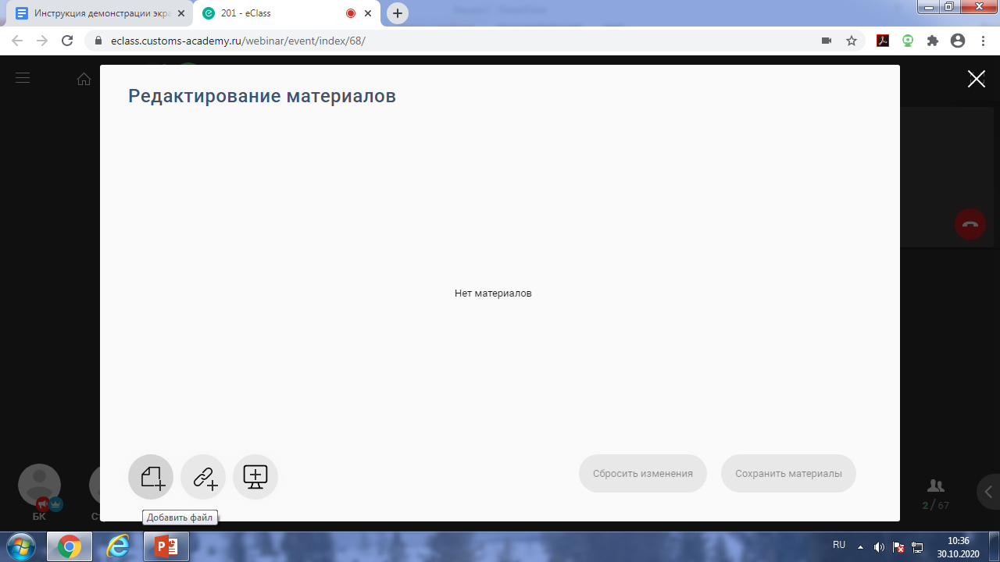 Инструкция демонстрации экра
201 - eClass
eclass.customs-academy.ru/webinar/event/index/68/
Редактирование материалов
Нет материалов
Сбросить изменения
Сохранить материалы
Добавить файл
БК
Ст
2 / 67
RU
10:36
30.10.2020